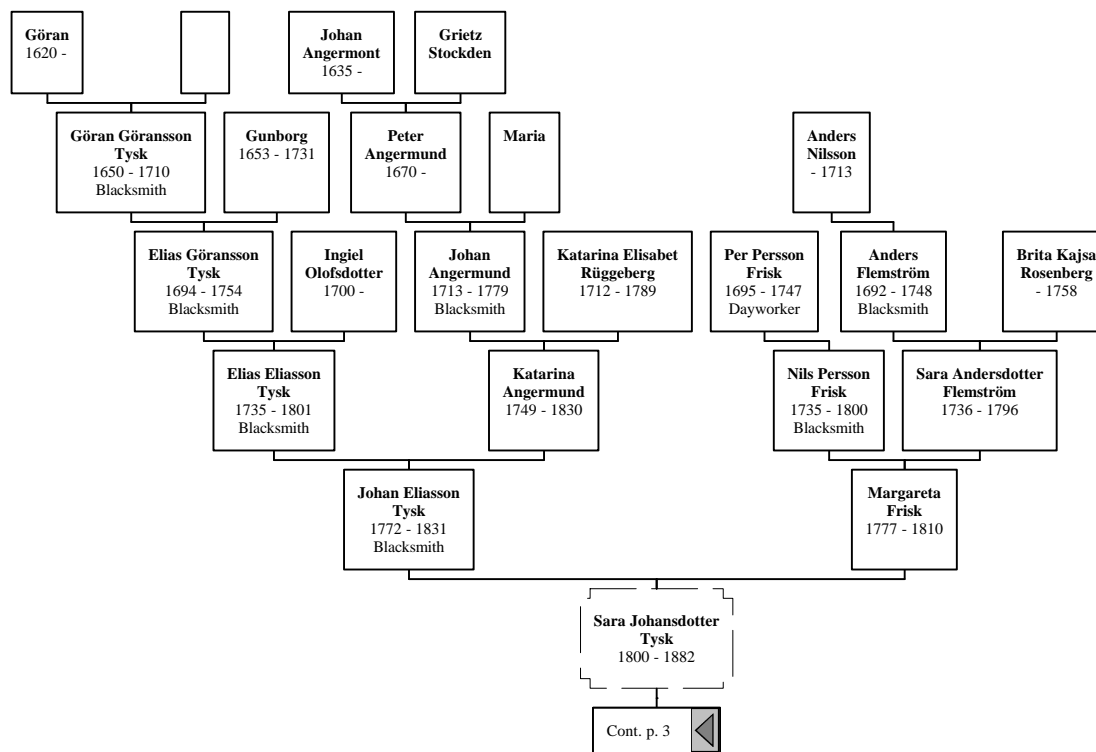 Göran
1620 -
Johan
Angermont
1635 -
Grietz
Stockden
Göran Göransson
Tysk
1650 - 1710
Blacksmith
Gunborg
1653 - 1731
Peter
Angermund
1670 -
Maria
Anders
Nilsson
- 1713
Elias Göransson
Tysk
1694 - 1754
Blacksmith
Ingiel
Olofsdotter
1700 -
Johan
Angermund
1713 - 1779
Blacksmith
Katarina Elisabet
Rüggeberg
1712 - 1789
Per Persson
Frisk
1695 - 1747
Dayworker
Anders
Flemström
1692 - 1748
Blacksmith
Brita Kajsa
Rosenberg
- 1758
Elias Eliasson
Tysk
1735 - 1801
Blacksmith
Katarina
Angermund
1749 - 1830
Nils Persson
Frisk
1735 - 1800
Blacksmith
Sara Andersdotter
Flemström
1736 - 1796
Johan Eliasson
Tysk
1772 - 1831
Blacksmith
Margareta
Frisk
1777 - 1810
Sara Johansdotter
Tysk
1800 - 1882
Cont. p. 3